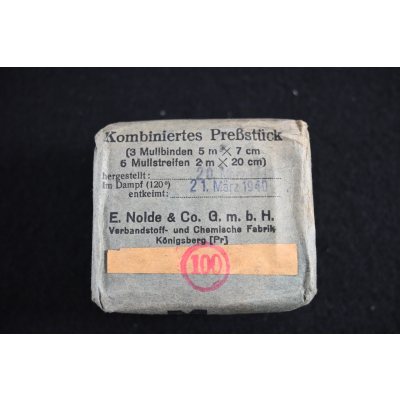 Kombiniertes Preßstück
(3 Mullbinden 5 m × 7 cm
6 Mullstreifen 2 m × 20 cm)
hergestellt: 20.
im Dampf (120°) 21. März 1940
entkeimt:
E. Nolde & Co. G. m. b. H.
Verbandstoff- und Chemische Fabrik
Königsberg [Pr]
100